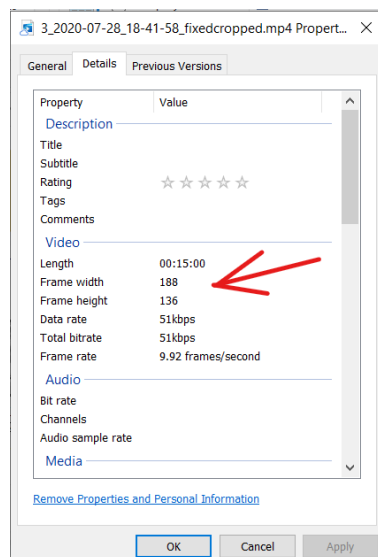 3_2020-07-28_18-41-58_fixedcropped.mp4 Propert...
General Details Previous Versions
Property Value
Description
Title
Subtitle
Rating
Tags
Comments
Video
Length 00:15:00
Frame width 188
Frame height 136
Data rate 51kbps
Total bitrate 51kbps
Frame rate 9.92 frames/second
Audio
Bit rate
Channels
Audio sample rate
Media
Remove Properties and Personal Information
OK Cancel Apply